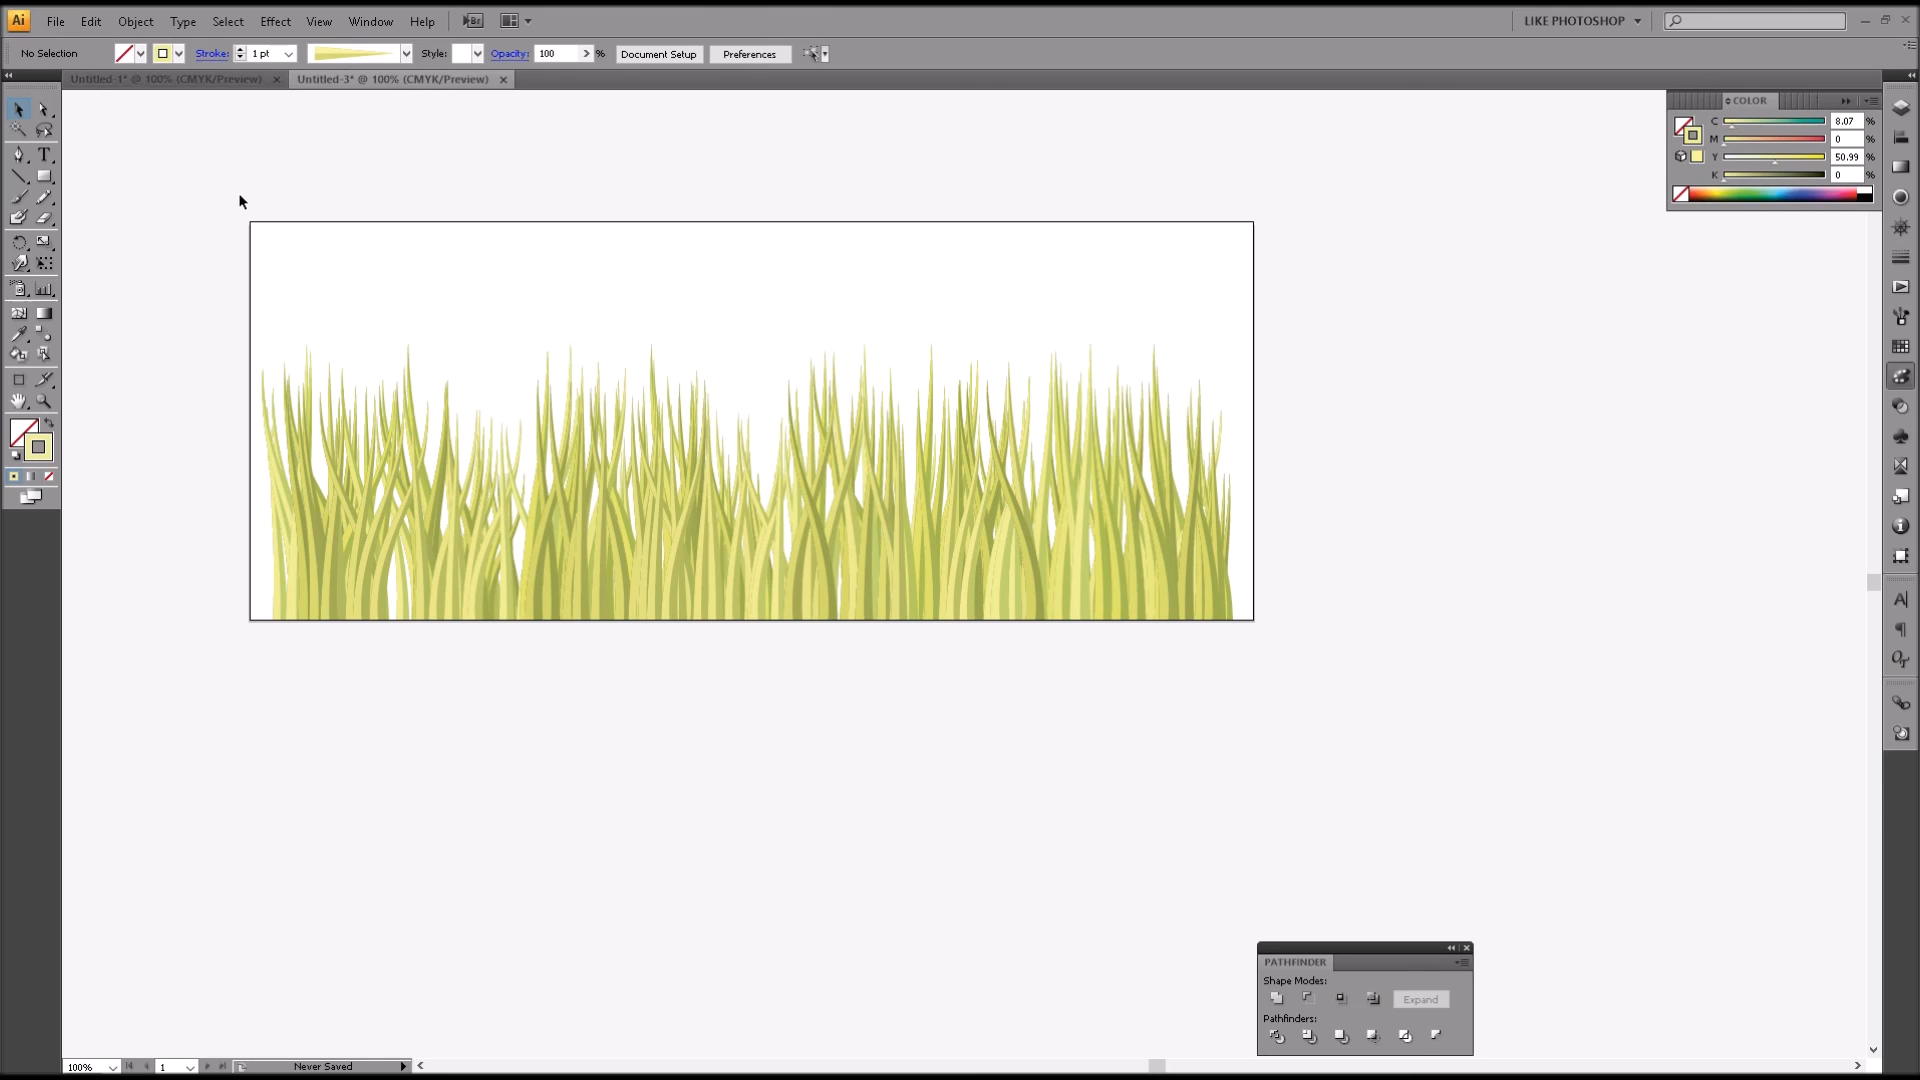 Ai File Edit Object Type Select Effect View Window Help Br LIKE PHOTOSHOP
No Selection Stroke: 1 pt Style: Opacity: 100 % Document Setup Preferences
Untitled-1* @ 100% (CMYK/Preview) Untitled-3* @ 100% (CMYK/Preview)
COLOR
C 8.07 %
M 0 %
Y 50.99 %
K 0 %
PATHFINDER
Shape Modes:
Expand
Pathfinders:
100% 1 Never Saved